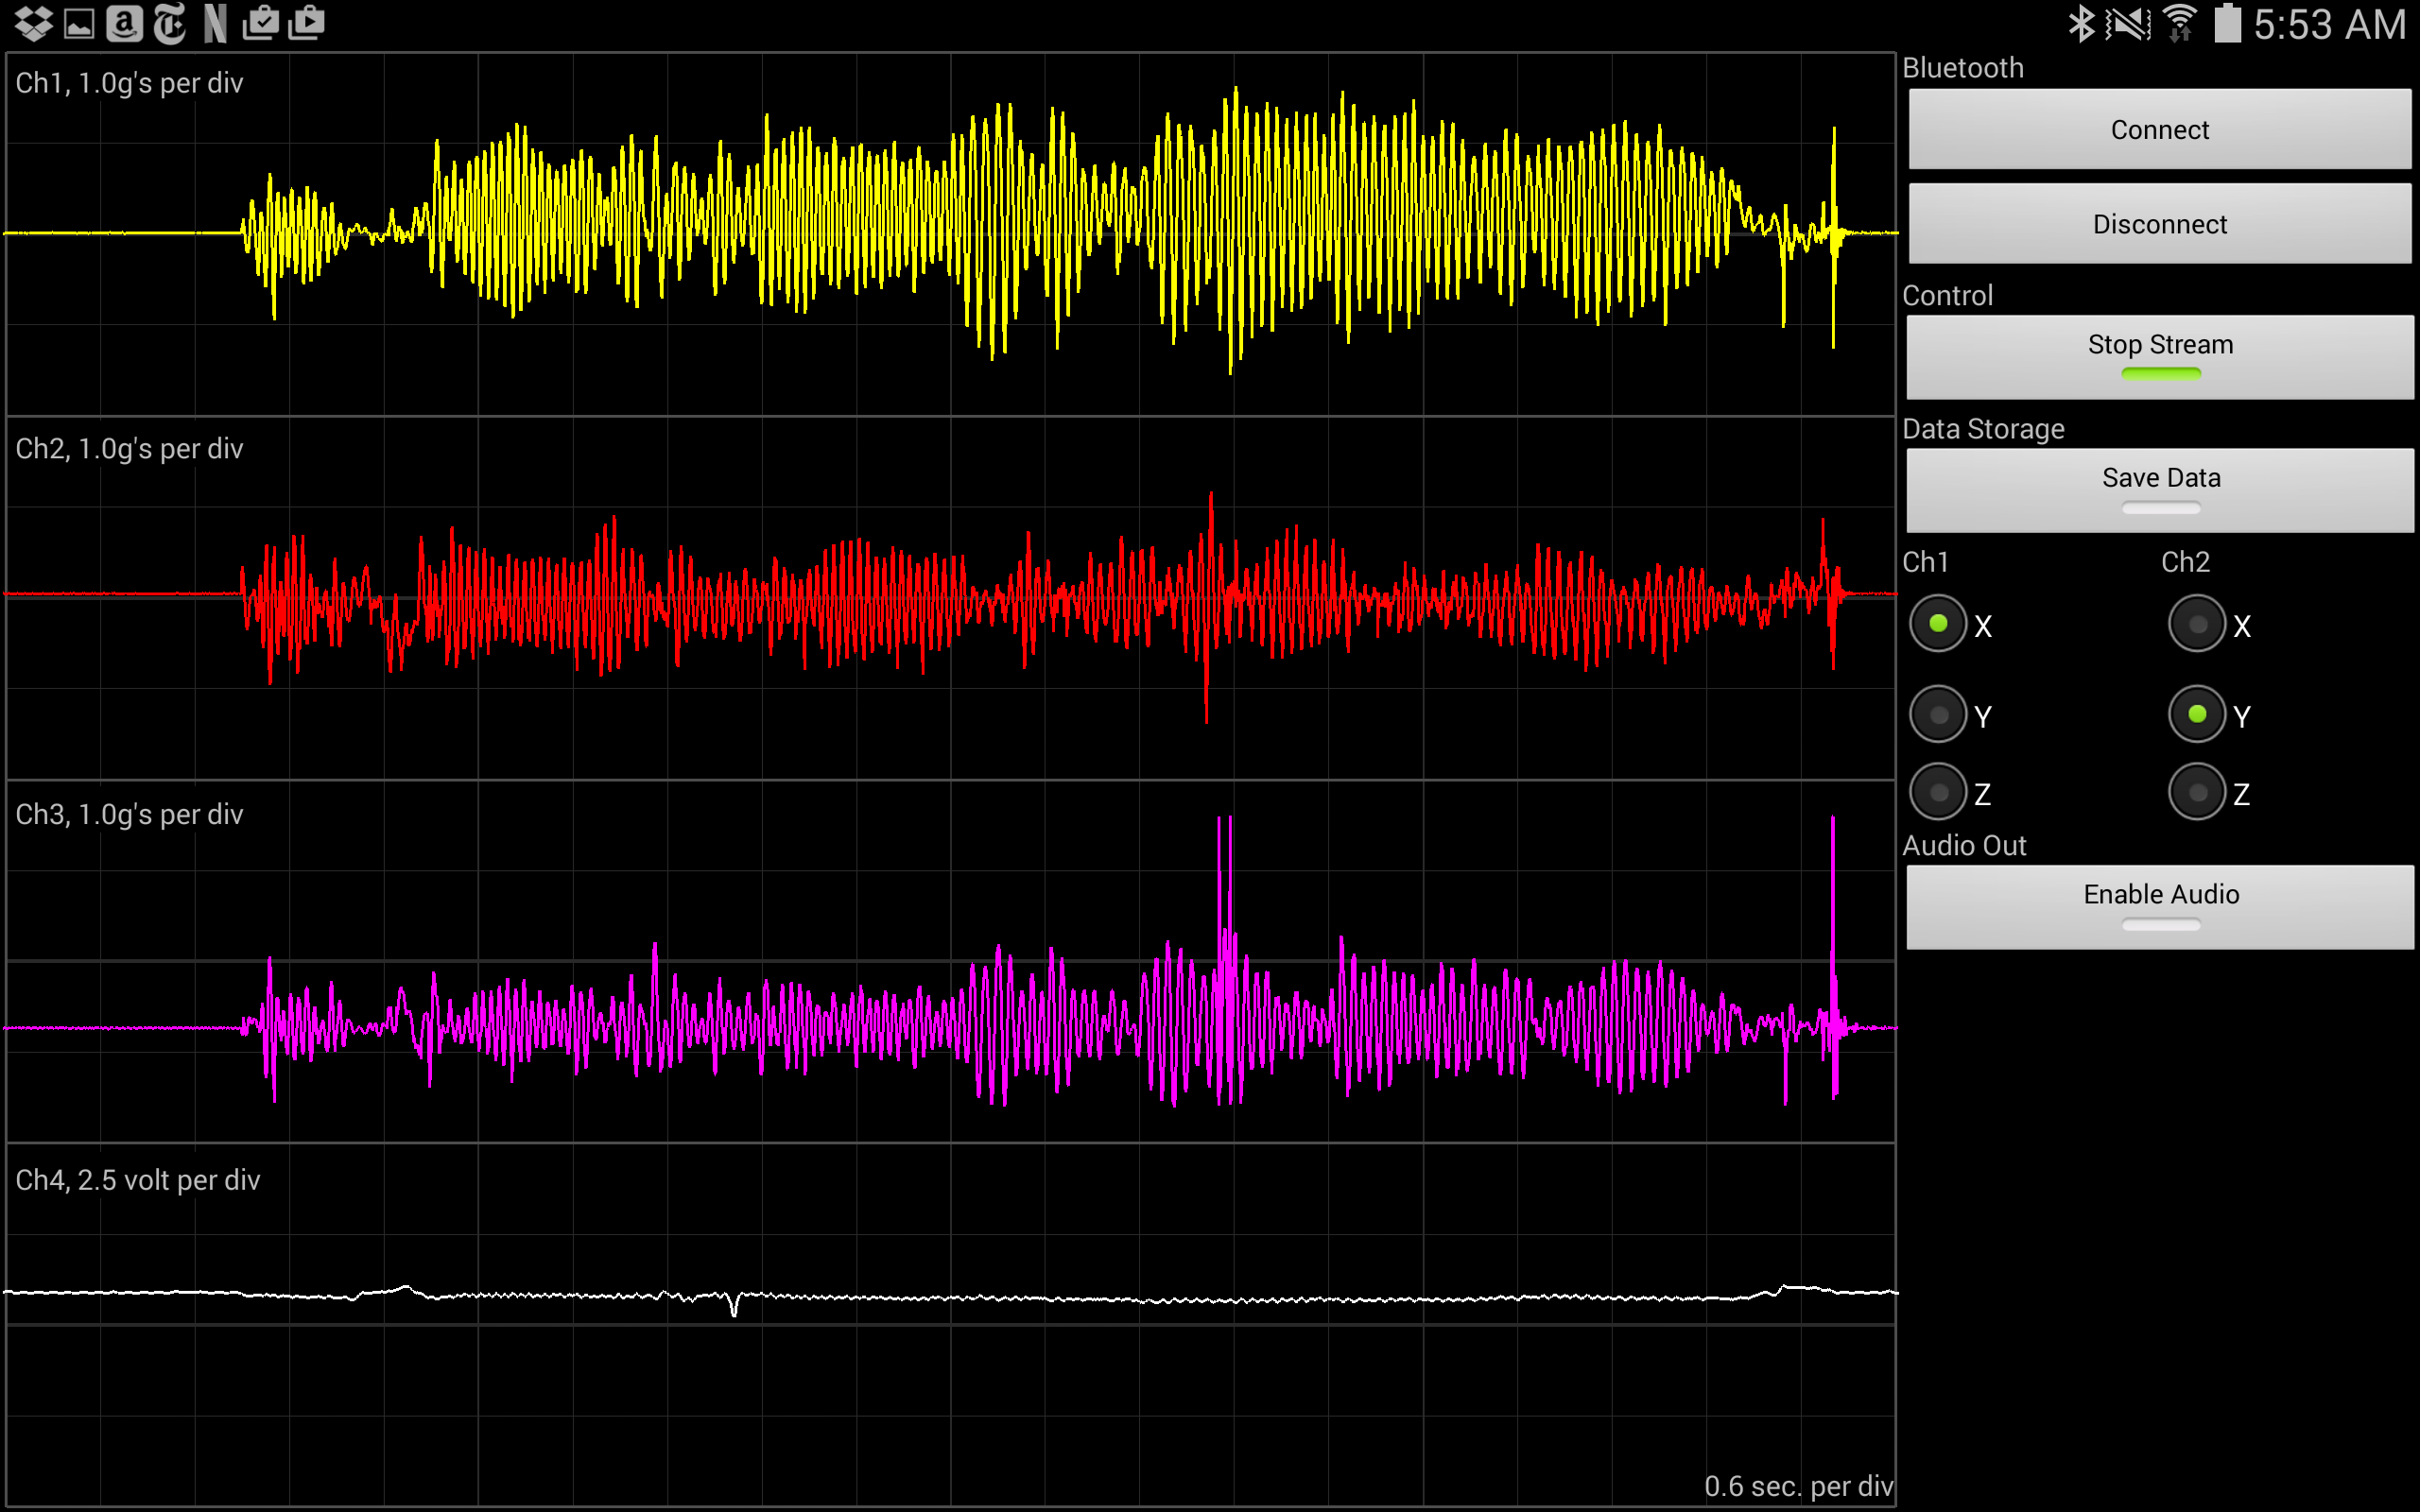 5:53 AM
Ch1, 1.0g's per div
Ch2, 1.0g's per div
Ch3, 1.0g's per div
Ch4, 2.5 volt per div
0.6 sec. per div
Bluetooth
Connect
Disconnect
Control
Stop Stream
Data Storage
Save Data
Ch1 Ch2
X X
Y Y
Z Z
Audio Out
Enable Audio